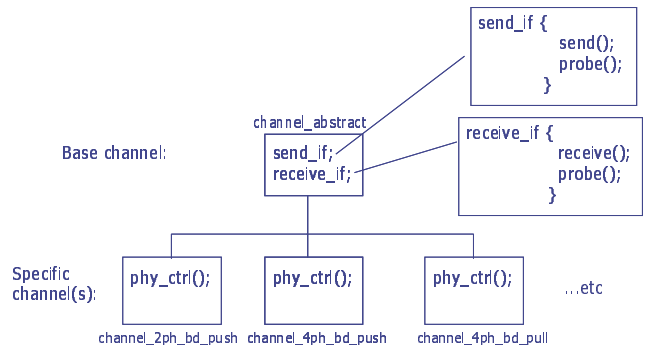 send_if {
send();
probe();
}
channel_abstract
Base channel:
send_if;
receive_if;
receive_if {
receive();
probe();
}
Specific
channel(s):
phy_ctrl();
phy_ctrl();
phy_ctrl();
...etc
channel_2ph_bd_push
channel_4ph_bd_push
channel_4ph_bd_pull